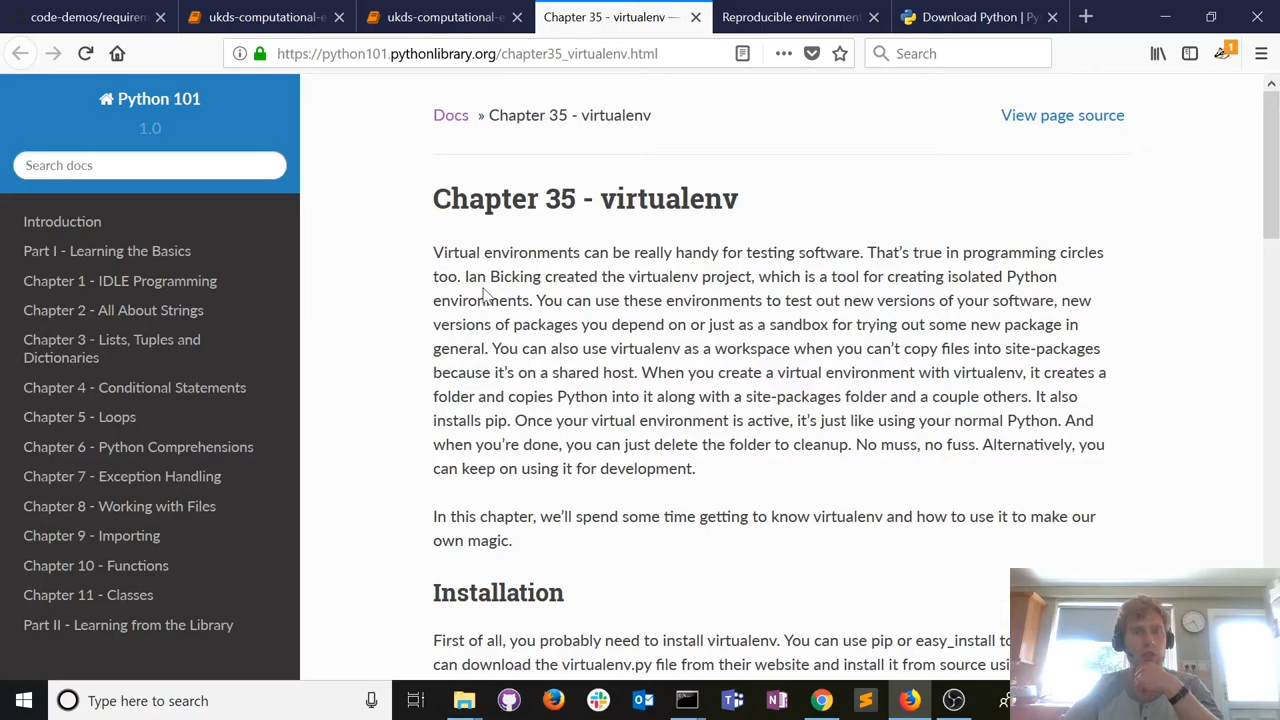 code-demos/requirem
ukds-computational-e
ukds-computational-e
Chapter 35 - virtualenv —
Reproducible environment
Download Python | Py
https://python101.pythonlibrary.org/chapter35_virtualenv.html
Search
1
Python 101
1.0
Search docs
Introduction
Part I - Learning the Basics
Chapter 1 - IDLE Programming
Chapter 2 - All About Strings
Chapter 3 - Lists, Tuples and
Dictionaries
Chapter 4 - Conditional Statements
Chapter 5 - Loops
Chapter 6 - Python Comprehensions
Chapter 7 - Exception Handling
Chapter 8 - Working with Files
Chapter 9 - Importing
Chapter 10 - Functions
Chapter 11 - Classes
Part II - Learning from the Library
Docs » Chapter 35 - virtualenv
View page source
Chapter 35 - virtualenv
Virtual environments can be really handy for testing software. That's true in programming circles
too. Ian Bicking created the virtualenv project, which is a tool for creating isolated Python
environments. You can use these environments to test out new versions of your software, new
versions of packages you depend on or just as a sandbox for trying out some new package in
general. You can also use virtualenv as a workspace when you can't copy files into site-packages
because it's on a shared host. When you create a virtual environment with virtualenv, it creates a
folder and copies Python into it along with a site-packages folder and a couple others. It also
installs pip. Once your virtual environment is active, it's just like using your normal Python. And
when you're done, you can just delete the folder to cleanup. No muss, no fuss. Alternatively, you
can keep on using it for development.
In this chapter, we'll spend some time getting to know virtualenv and how to use it to make our
own magic.
Installation
First of all, you probably need to install virtualenv. You can use pip or easy_install to
can download the virtualenv.py file from their website and install it from source usin
Type here to search